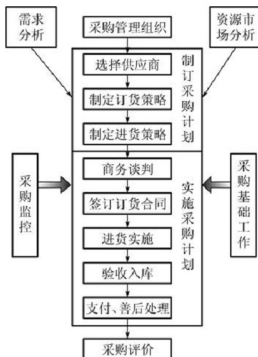 需求
分析
采购管理组织
资源市
场分析
选择供应商
制定订货策略
制定进货策略
制订采购计划
商务谈判
签订订货合同
进货实施
验收入库
支付、善后处理
实施采购计划
采购监控
采购基础工作
采购评价